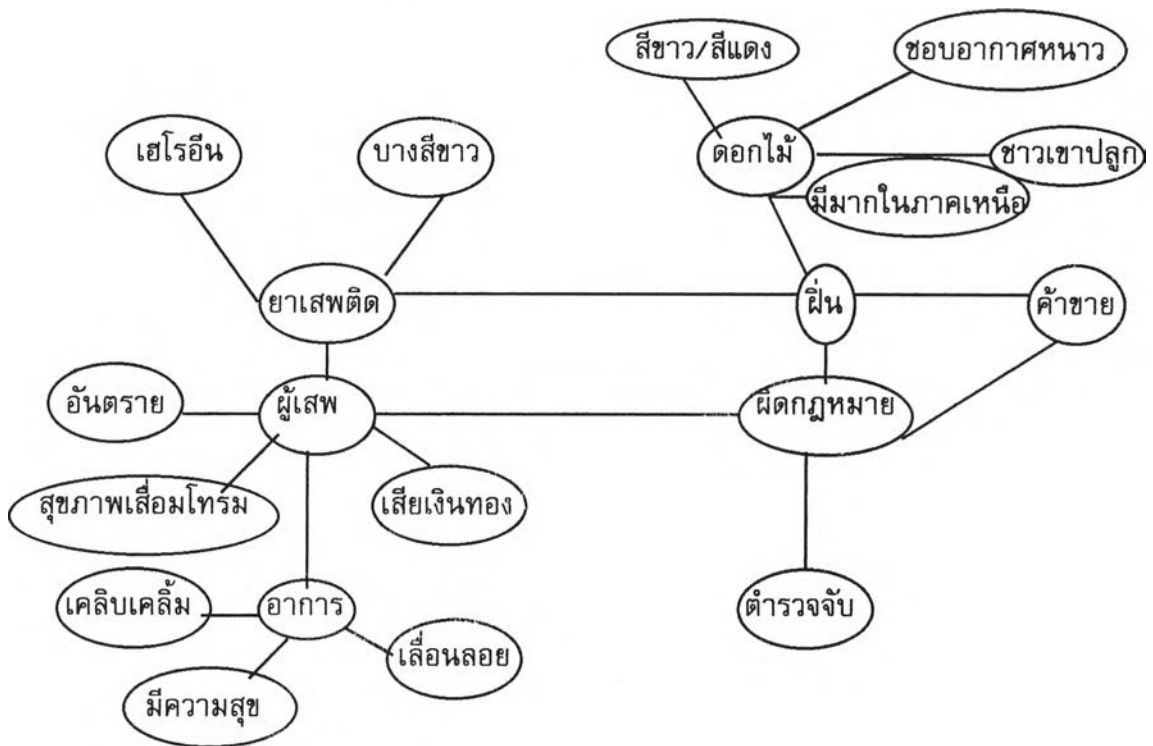 สีขาว/สีแดง
ชอบอากาศหนาว
เฮโรอีน
บางสีขาว
ดอกไม้
ชาวเขาปลูก
มีมากในภาคเหนือ
ยาเสพติด
ฝิ่น
ค้าขาย
อันตราย
ผู้เสพ
ผิดกฎหมาย
สุขภาพเสื่อมโทรม
เสียเงินทอง
เคลิบเคลิ้ม
อาการ
ตำรวจจับ
เลื่อนลอย
มีความสุข